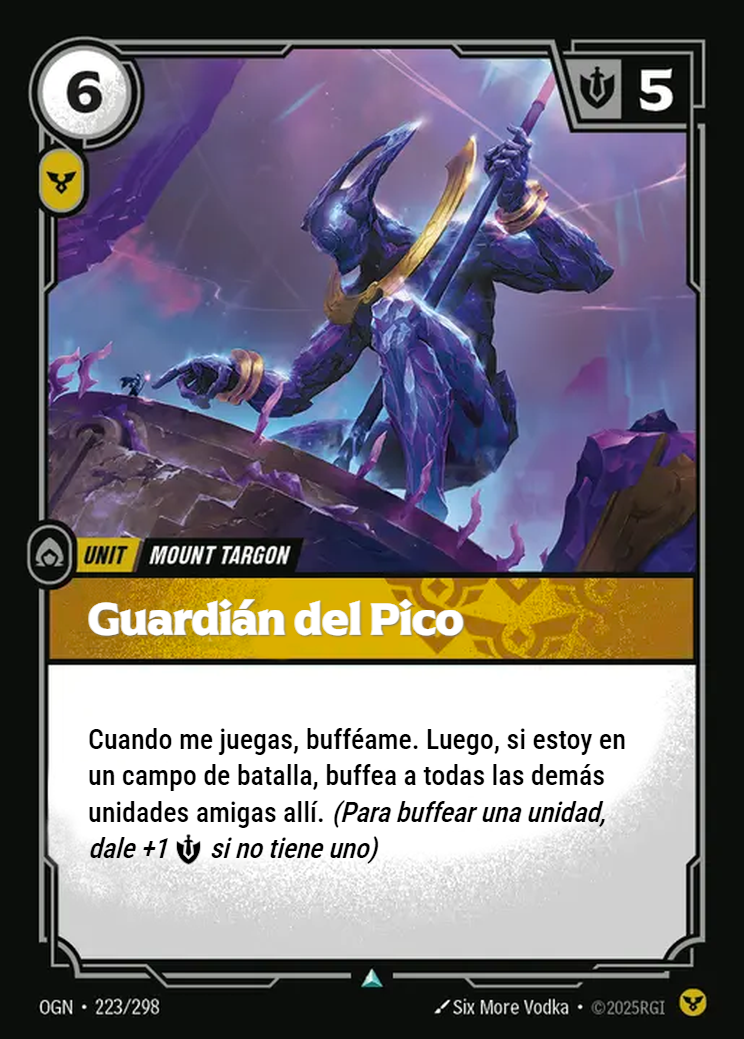 6
5
UNIT MOUNT TARGON
Guardián del Pico
Cuando me juegas, bufféame. Luego, si estoy en
un campo de batalla, buffea a todas las demás
unidades amigas allí. (Para buffear una unidad,
dale +1 si no tiene uno)
OGN • 223/298 Six More Vodka • ©2025RGI